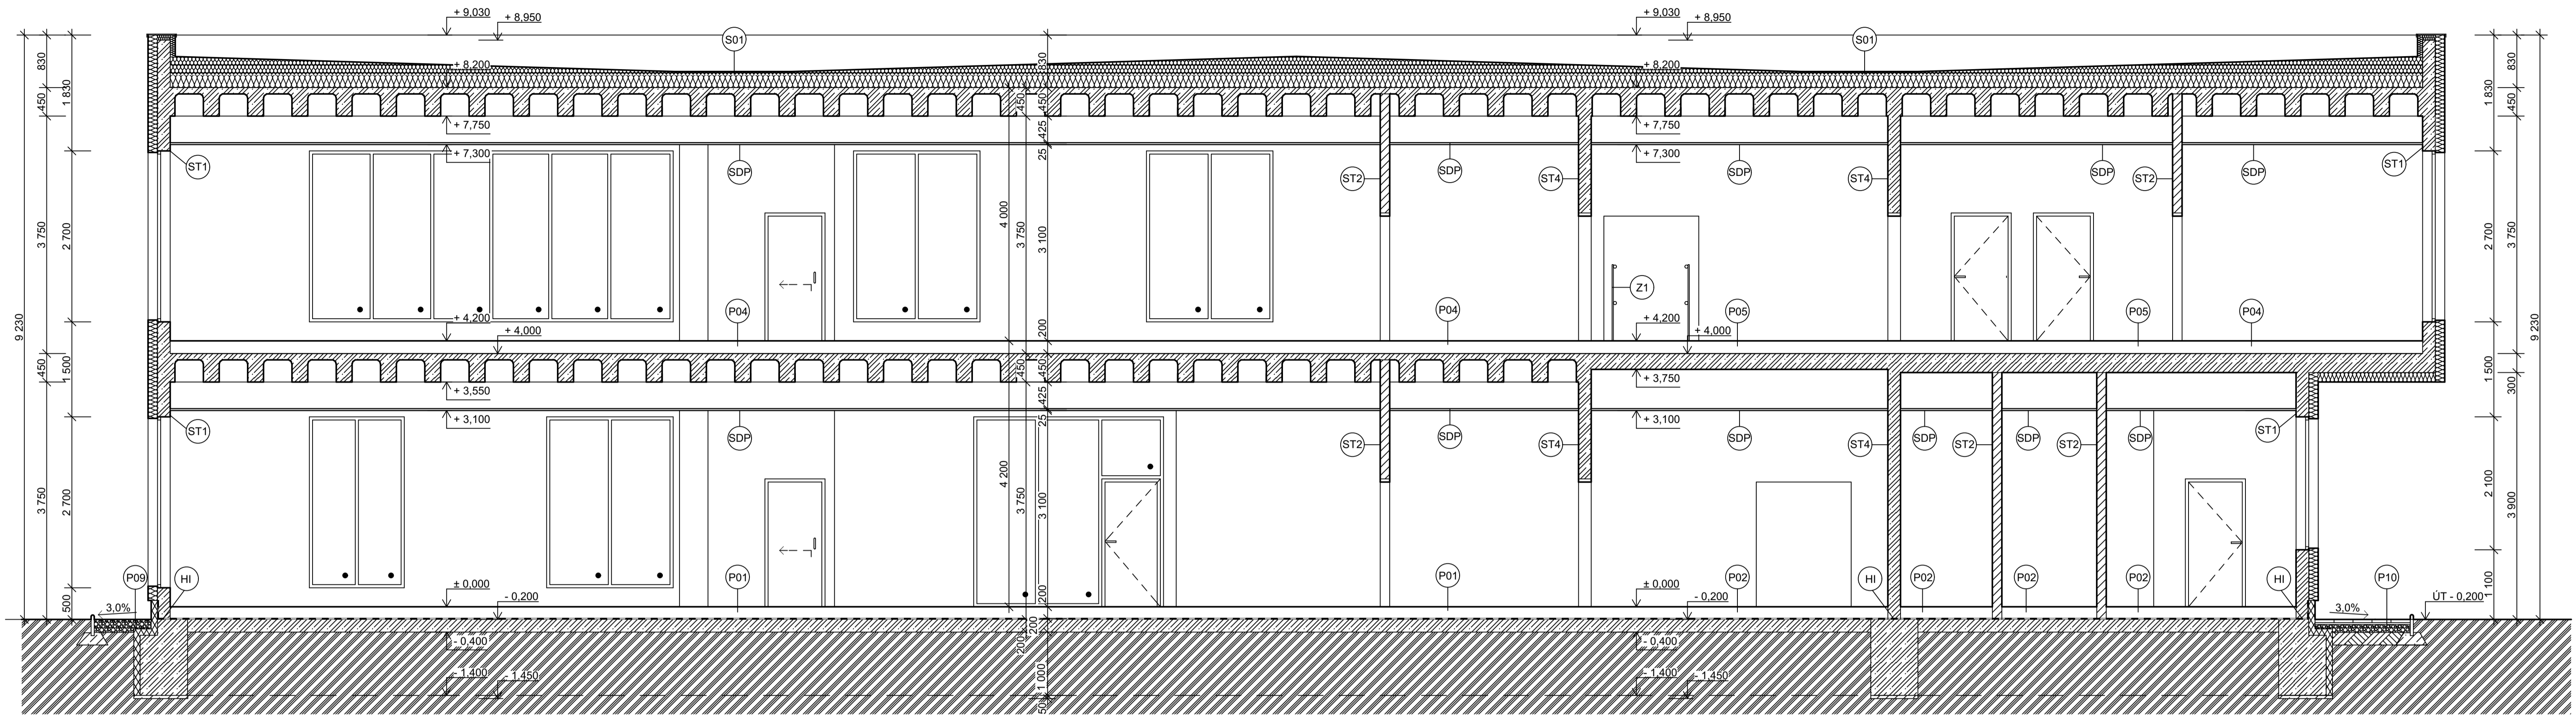 + 9,030
+ 8,950
+ 9,030
+ 8,950
S01
S01
830
830
830
+ 8,200
+ 8,200
1 830
1 830
450
450
450
450
+ 7,750
+ 7,750
425
+ 7,300
+ 7,300
25
ST1
SDP
ST2
SDP
ST4
SDP
ST4
SDP
ST2
SDP
ST1
4 000
3 750
2 700
3 750
3 100
2 700
3 750
Z1
9 230
9 230
P04
P04
P05
P05
P04
+ 4,200
+ 4,000
200
+ 4,200
+ 4,000
450
1 500
450
450
+ 3,550
+ 3,750
1 500
300
425
+ 3,100
25
+ 3,100
ST1
SDP
ST2
SDP
ST4
SDP
ST4
SDP
ST2
SDP
ST2
SDP
ST1
4 200
3 750
2 700
3 750
3 100
2 100
3 900
P09
HI
P01
P01
P02
HI
P02
P02
P02
HI
P10
± 0,000
- 0,200
200
± 0,000
- 0,200
500
1 100
3,0%
3,0%
ÚT - 0,200
200
200
- 0,400
- 0,400
1 000
- 1,400
- 1,450
- 1,400
- 1,450
50